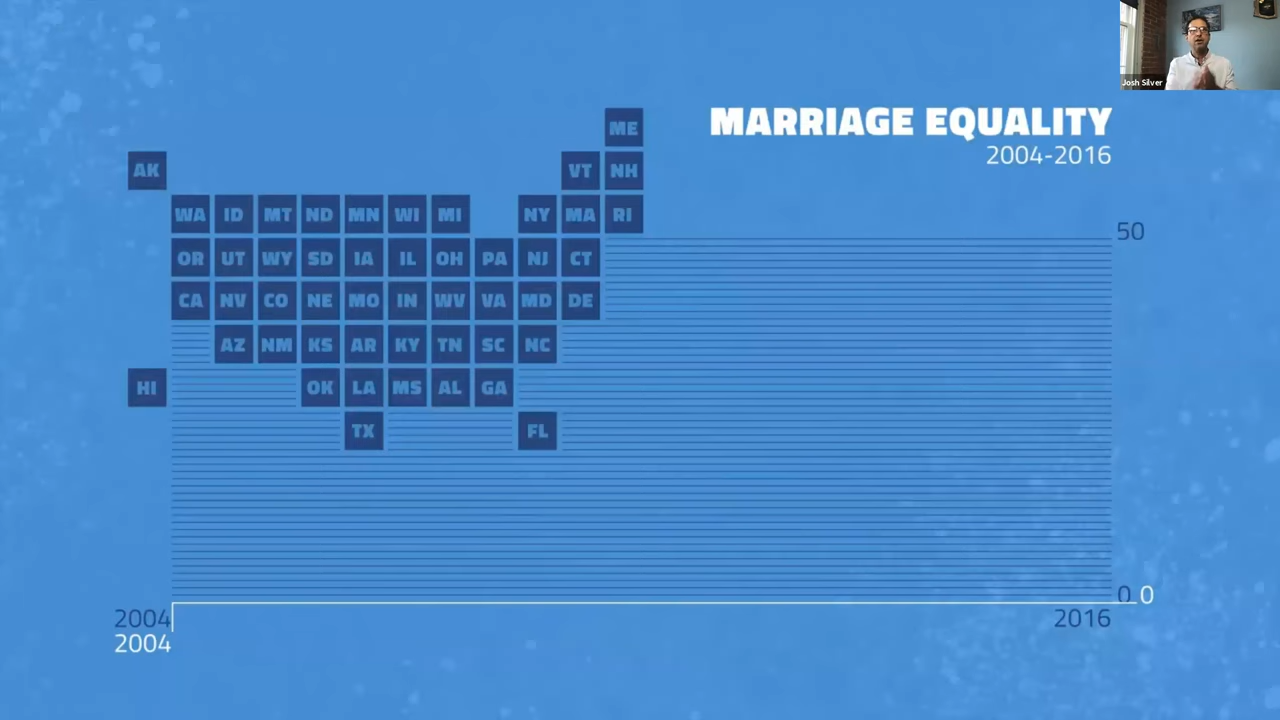 Josh Silver
MARRIAGE EQUALITY
2004-2016
ME
AK VT NH
WA ID MT ND MN WI MI NY MA RI
50
OR UT WY SD IA IL OH PA NJ CT
CA NV CO NE MO IN WV VA MD DE
AZ NM KS AR KY TN SC NC
HI OK LA MS AL GA
TX FL
0 0
2004 2016
2004